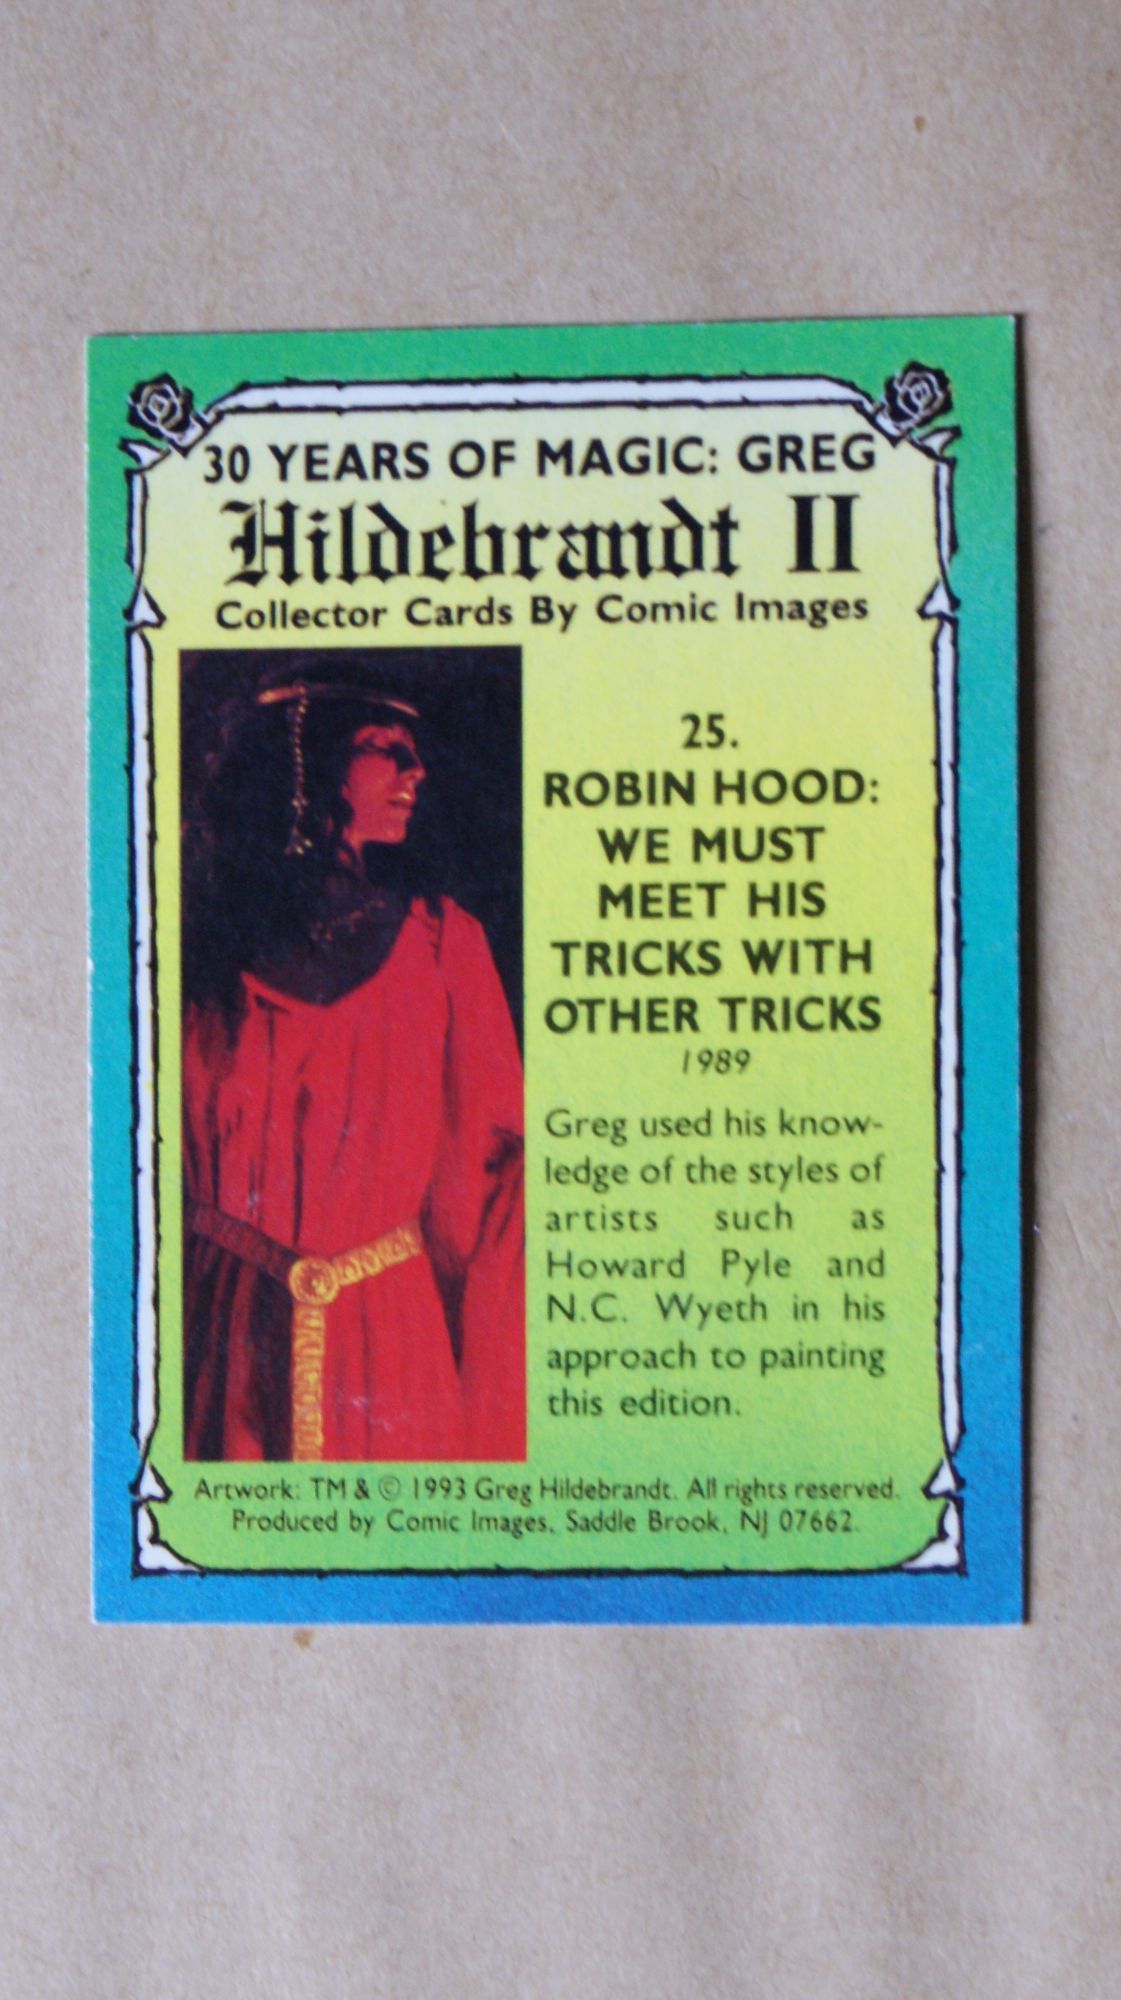 30 YEARS OF MAGIC: GREG
Hildebrandt II
Collector Cards By Comic Images
25.
ROBIN HOOD:
WE MUST
MEET HIS
TRICKS WITH
OTHER TRICKS
1989
Greg used his know-
ledge of the styles of
artists such as
Howard Pyle and
N.C. Wyeth in his
approach to painting
this edition.
Artwork: TM & © 1993 Greg Hildebrandt. All rights reserved.
Produced by Comic Images, Saddle Brook, NJ 07662.